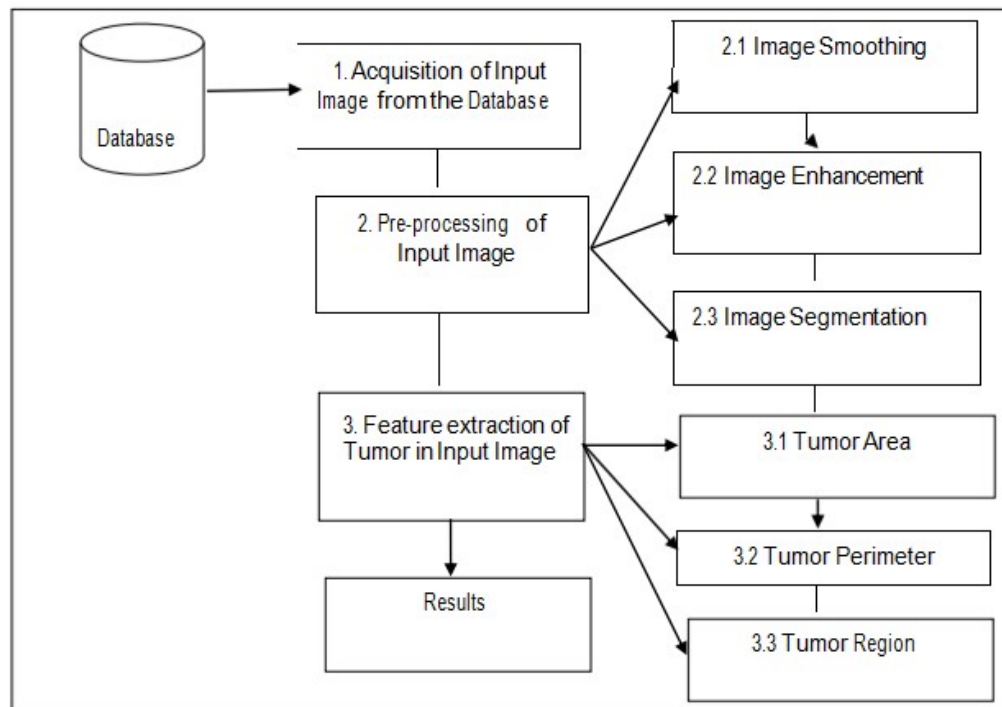 Database
1. Acquisition of Input
Image from the Database
2. Pre-processing of
Input Image
3. Feature extraction of
Tumor in Input Image
Results
2.1 Image Smoothing
2.2 Image Enhancement
2.3 Image Segmentation
3.1 Tumor Area
3.2 Tumor Perimeter
3.3 Tumor Region